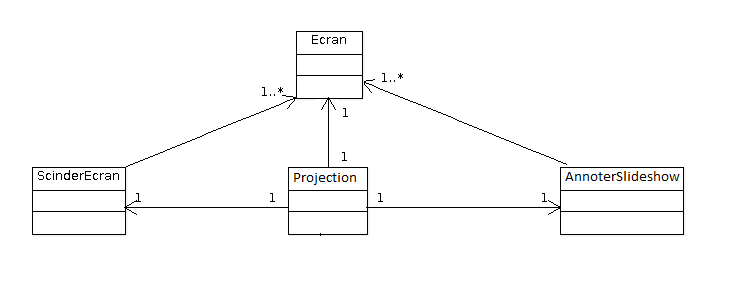 Ecran
1..*
1..*
1
1
ScinderEcran
Projection
AnnoterSlideshow
1
1
1
1